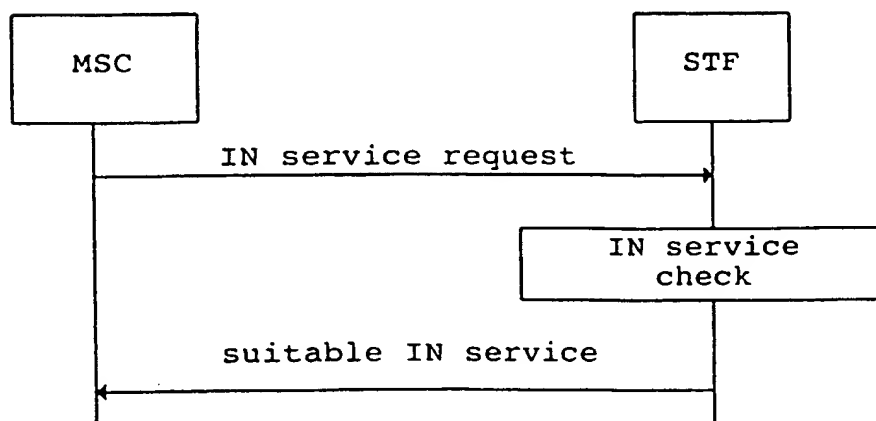 MSC
STF
IN service request
IN service
check
suitable IN service